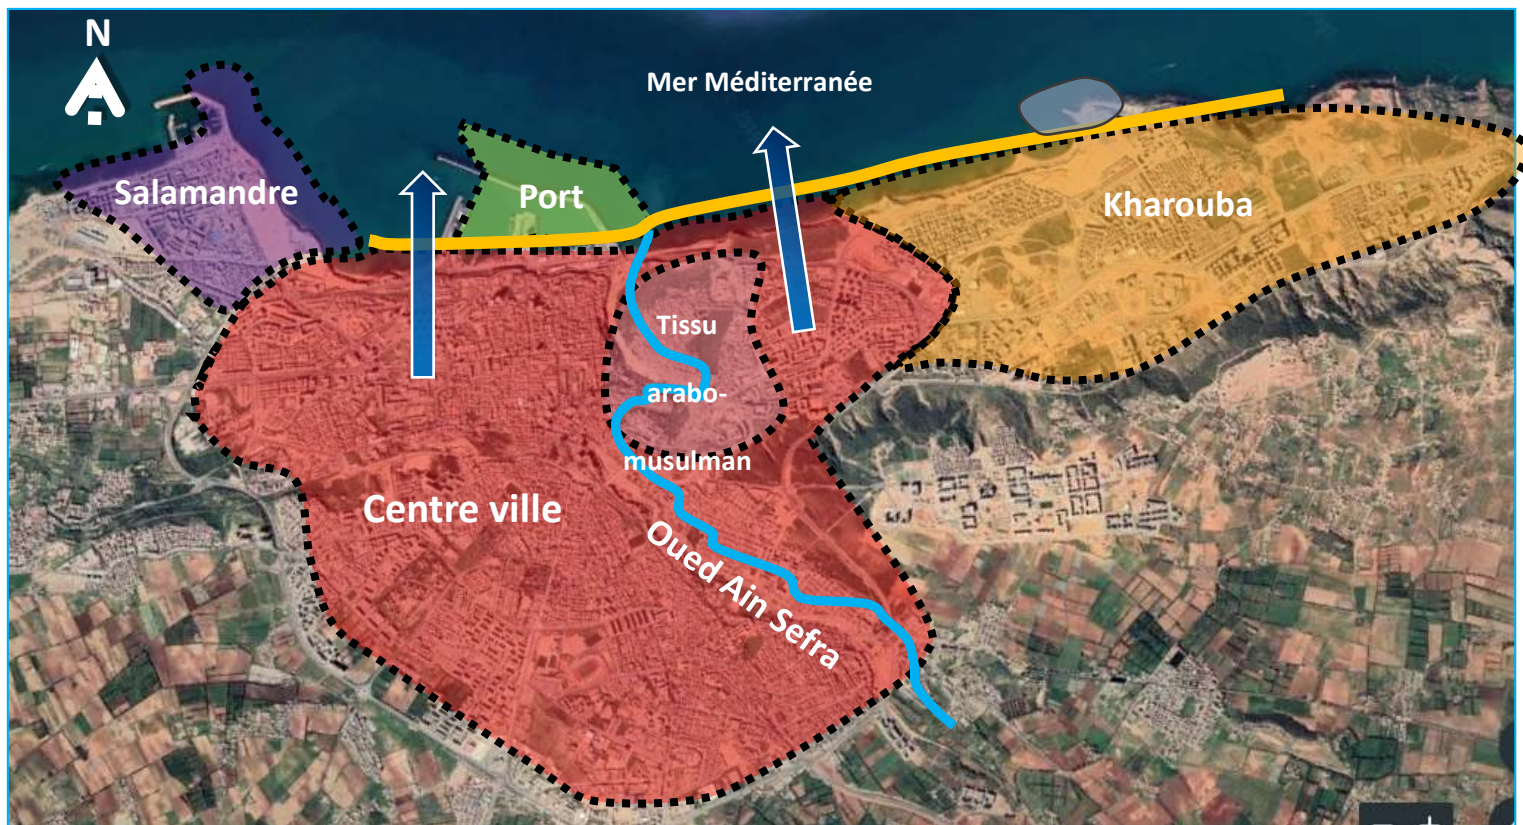 N
Mer Méditerranée
Salamandre
Port
Kharouba
Tissu
arabo-
musulman
Centre ville
Oued Ain Sefra